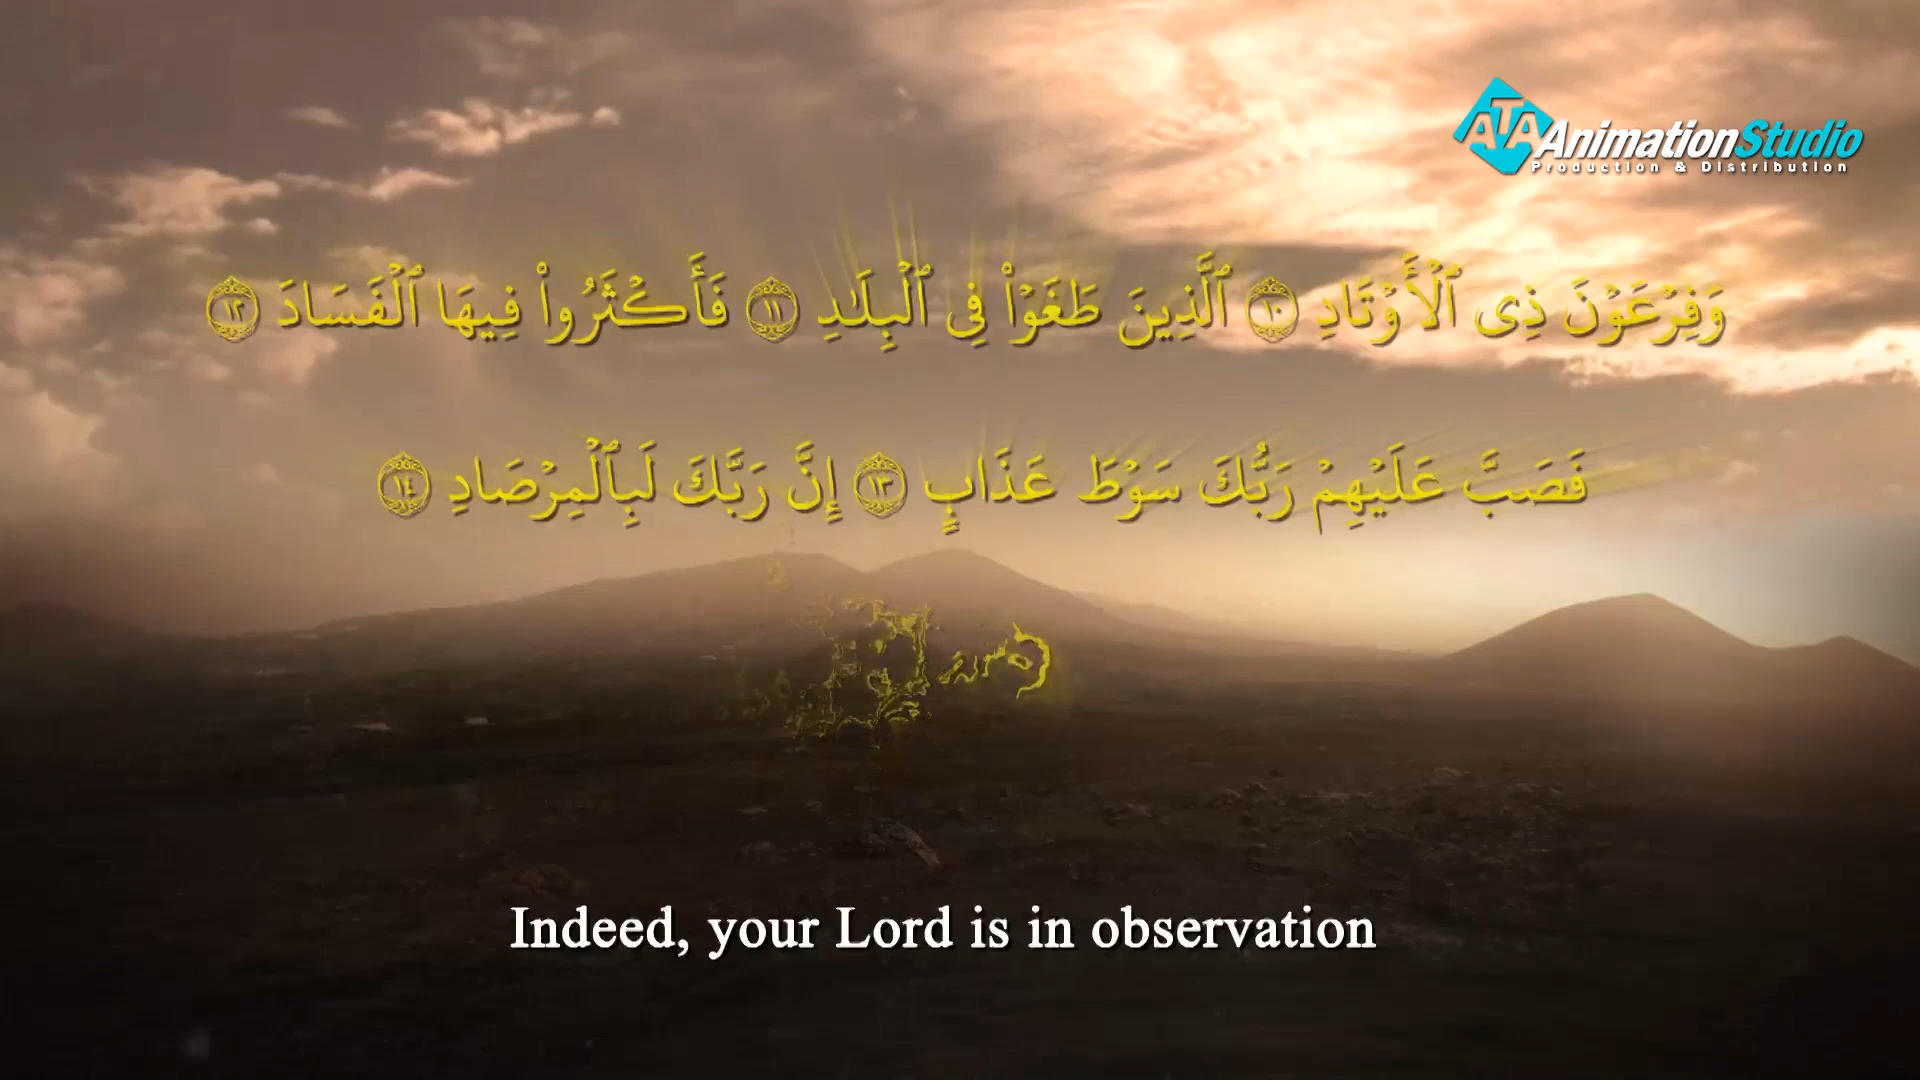 ATA AnimationStudio
Production & Distribution
وَفِرْعَوْنَ ذِى ٱلْأَوْتَادِ ١٠ ٱلَّذِينَ طَغَوْا۟ فِى ٱلْبِلَـٰدِ ١١ فَأَكْثَرُوا۟ فِيهَا ٱلْفَسَادَ ١٢
فَصَبَّ عَلَيْهِمْ رَبُّكَ سَوْطَ عَذَابٍ ١٣ إِنَّ رَبَّكَ لَبِٱلْمِرْصَادِ ١٤
Indeed, your Lord is in observation